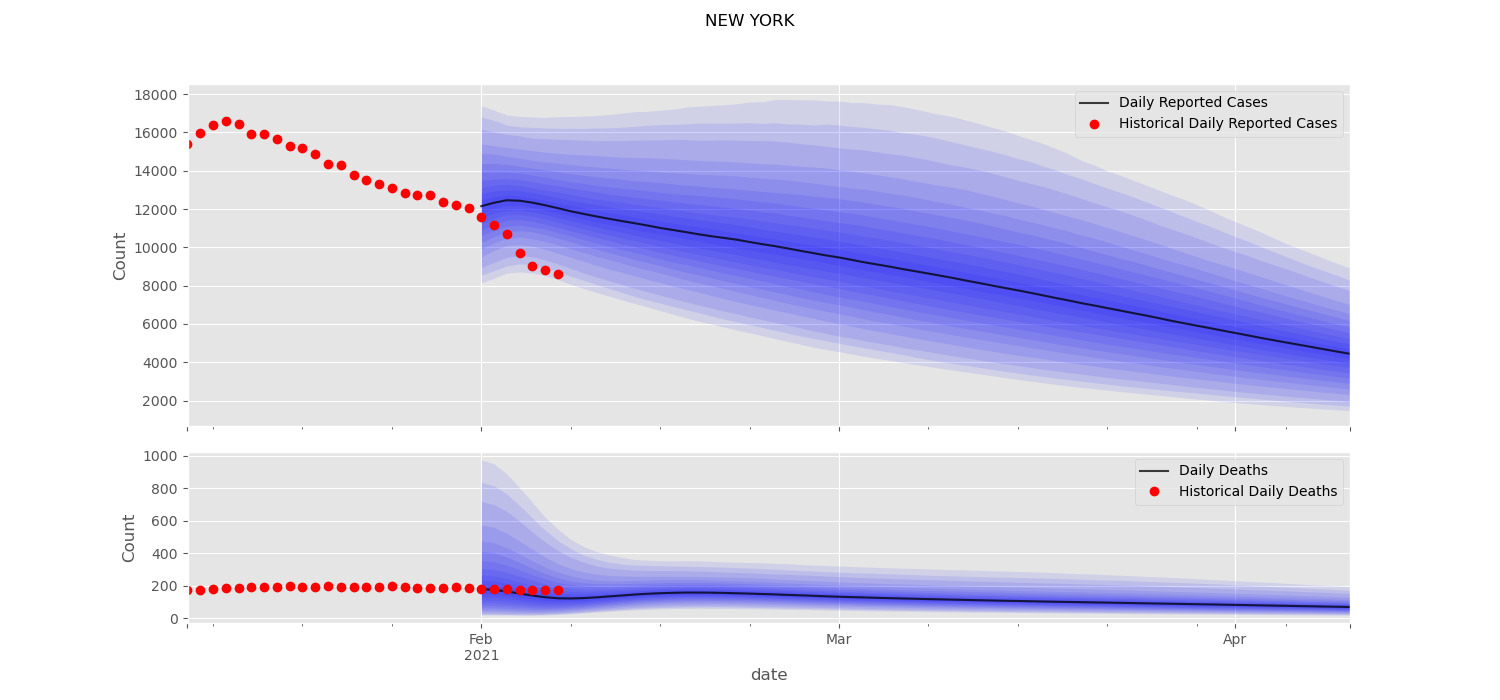 NEW YORK
18000
16000
14000
12000
10000
8000
6000
4000
2000
Count
Daily Reported Cases
Historical Daily Reported Cases
1000
800
600
400
200
0
Count
Daily Deaths
Historical Daily Deaths
Feb
2021
Mar
Apr
date